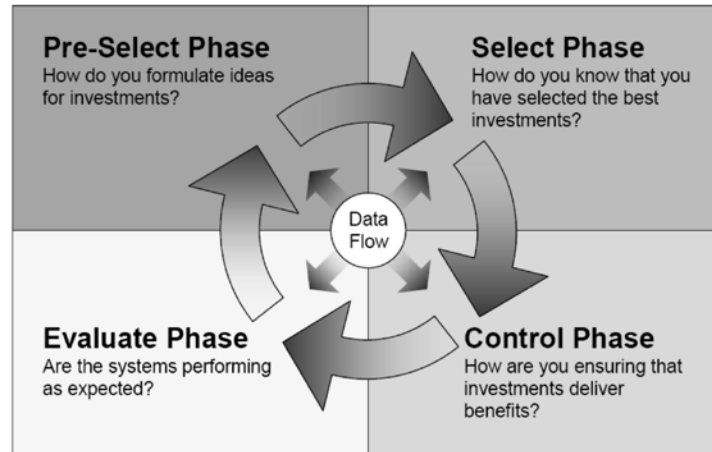 Pre-Select Phase
How do you formulate ideas
for investments?
Select Phase
How do you know that you
have selected the best
investments?
Data
Flow
Evaluate Phase
Are the systems performing
as expected?
Control Phase
How are you ensuring that
investments deliver
benefits?